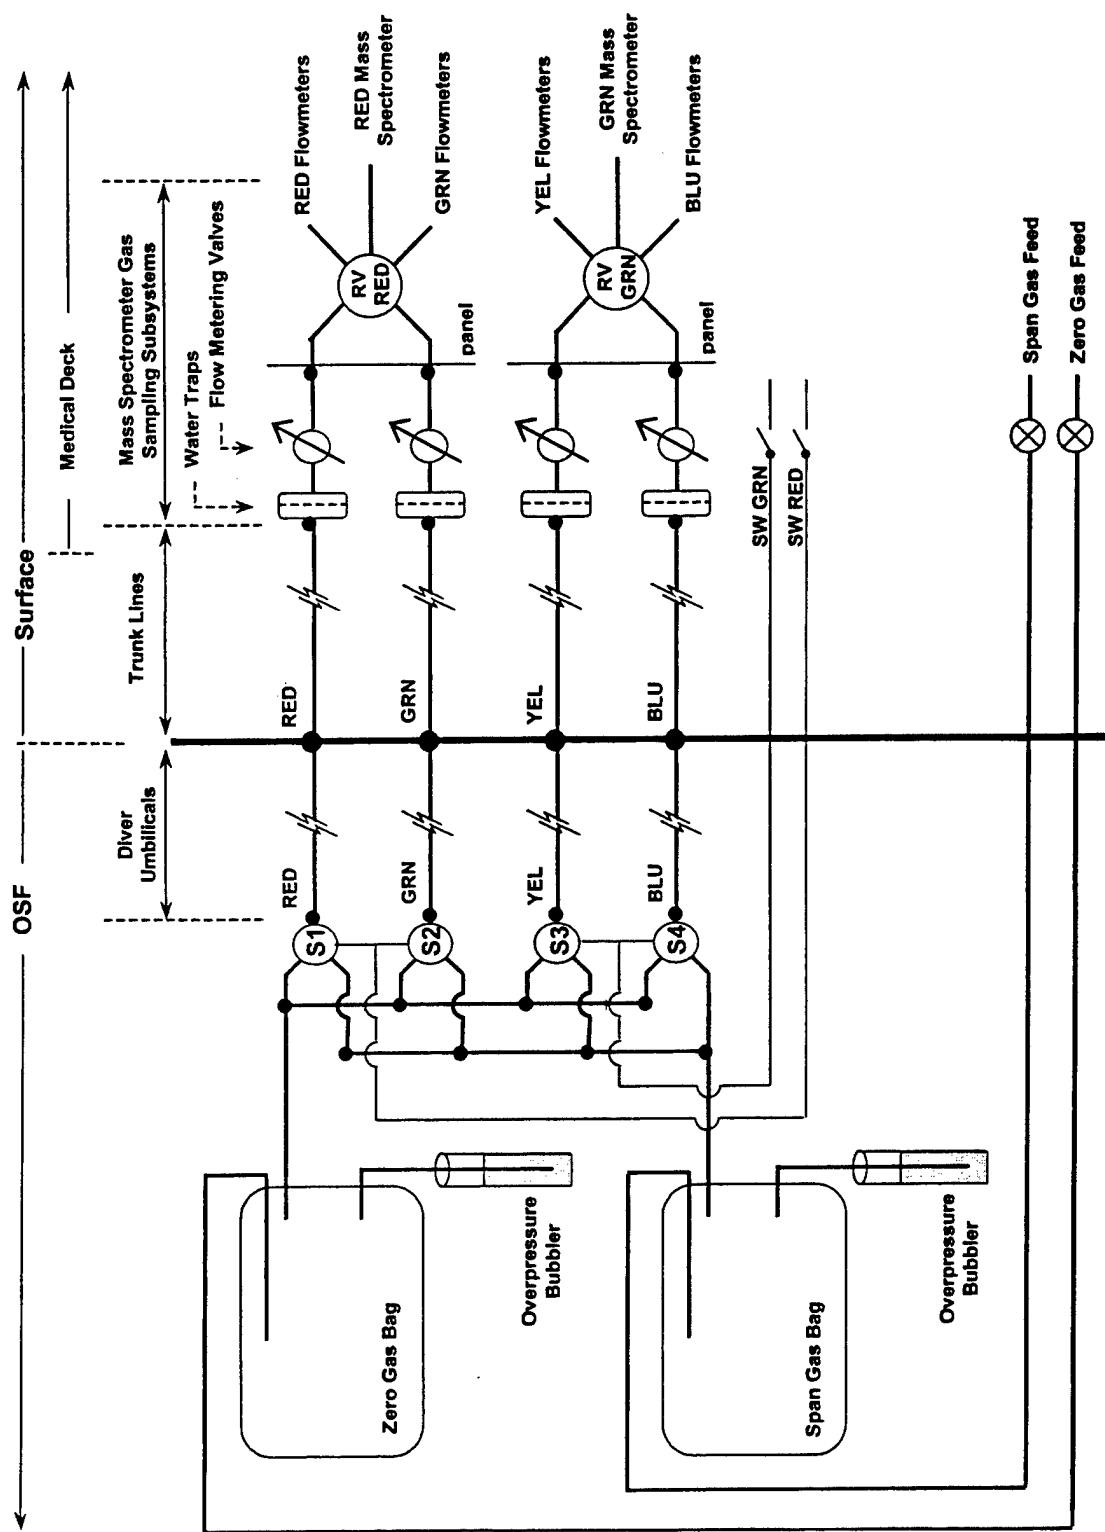 OSF
Surface
Medical Deck
Diver
Umbilicals
Trunk Lines
Mass Spectrometer Gas
Sampling Subsystems
Water Traps
Flow Metering Valves
RED
RED
S1
GRN
GRN
S2
YEL
YEL
S3
BLU
BLU
S4
panel
RV
RED
RED Flowmeters
RED Mass
Spectrometer
GRN Flowmeters
panel
RV
GRN
YEL Flowmeters
GRN Mass
Spectrometer
BLU Flowmeters
SW GRN
SW RED
Zero Gas Bag
Overpressure
Bubbler
Span Gas Bag
Overpressure
Bubbler
Span Gas Feed
Zero Gas Feed